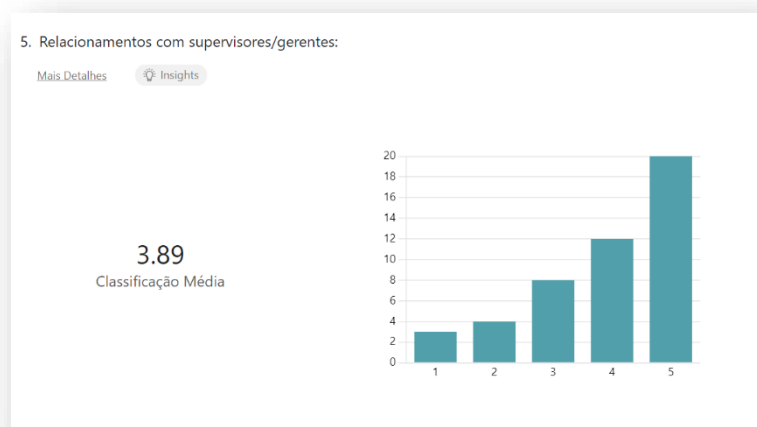 5. Relacionamentos com supervisores/gerentes:
Mais Detalhes
Insights
3.89
Classificação Média
20
18
16
14
12
10
8
6
4
2
0
1 2 3 4 5